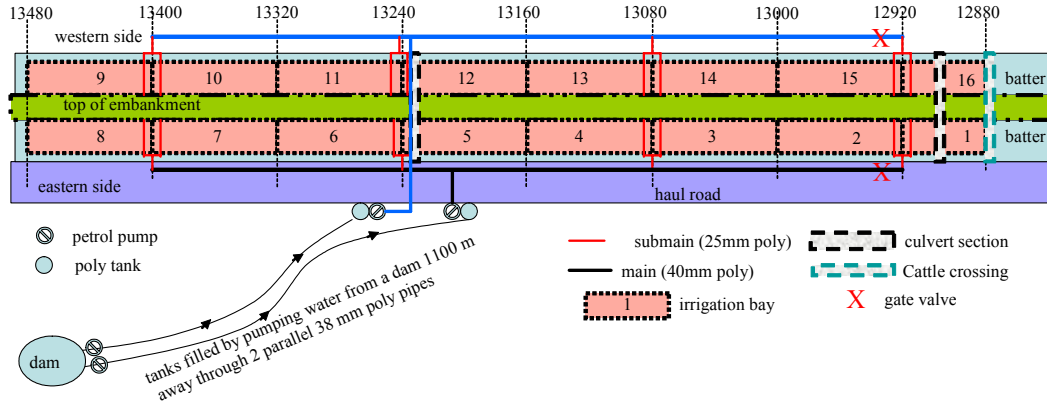 13480 13400 13320 13240 13160 13080 13000 12920 12880
western side X
9 10 11 12 13 14 15 16 batter
top of embankment
8 7 6 5 4 3 2 1 batter
eastern side X haul road
petrol pump
poly tank
dam
tanks filled by pumping water from a dam 1100 m
away through 2 parallel 38 mm poly pipes
submain (25mm poly)
main (40mm poly)
1 irrigation bay
culvert section
Cattle crossing
X gate valve